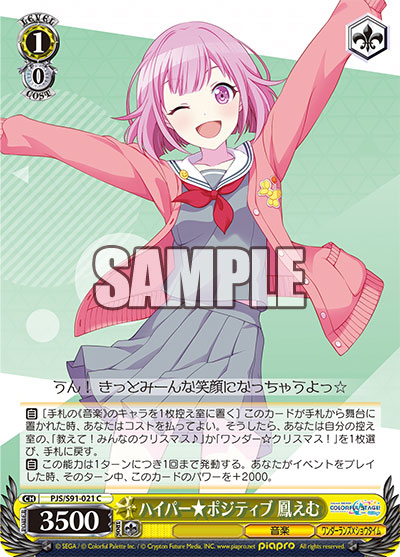 LEVEL
1
0
COST
SAMPLE
うん！ きっとみーんな笑顔になっちゃうよっ☆
自 ［手札の《音楽》のキャラを1枚控え室に置く］ このカードが手札から舞台
に置かれた時、あなたはコストを払ってよい。そうしたら、あなたは自分の控え
室の、「教えて！みんなのクリスマス♪」か「ワンダー☆クリスマス！」を1枚選
び、手札に戻す。
自 この能力は1ターンにつき1回まで発動する。あなたがイベントをプレイ
した時、そのターン中、このカードのパワーを＋2000。
CH
PJS/S91-021 C
ハイパー★ポジティブ 鳳えむ
3500
音楽
ワンダーランズ×ショウタイム
© SEGA / © Colorful Palette Inc. / © Crypton Future Media, INC. www.piapro.net piapro